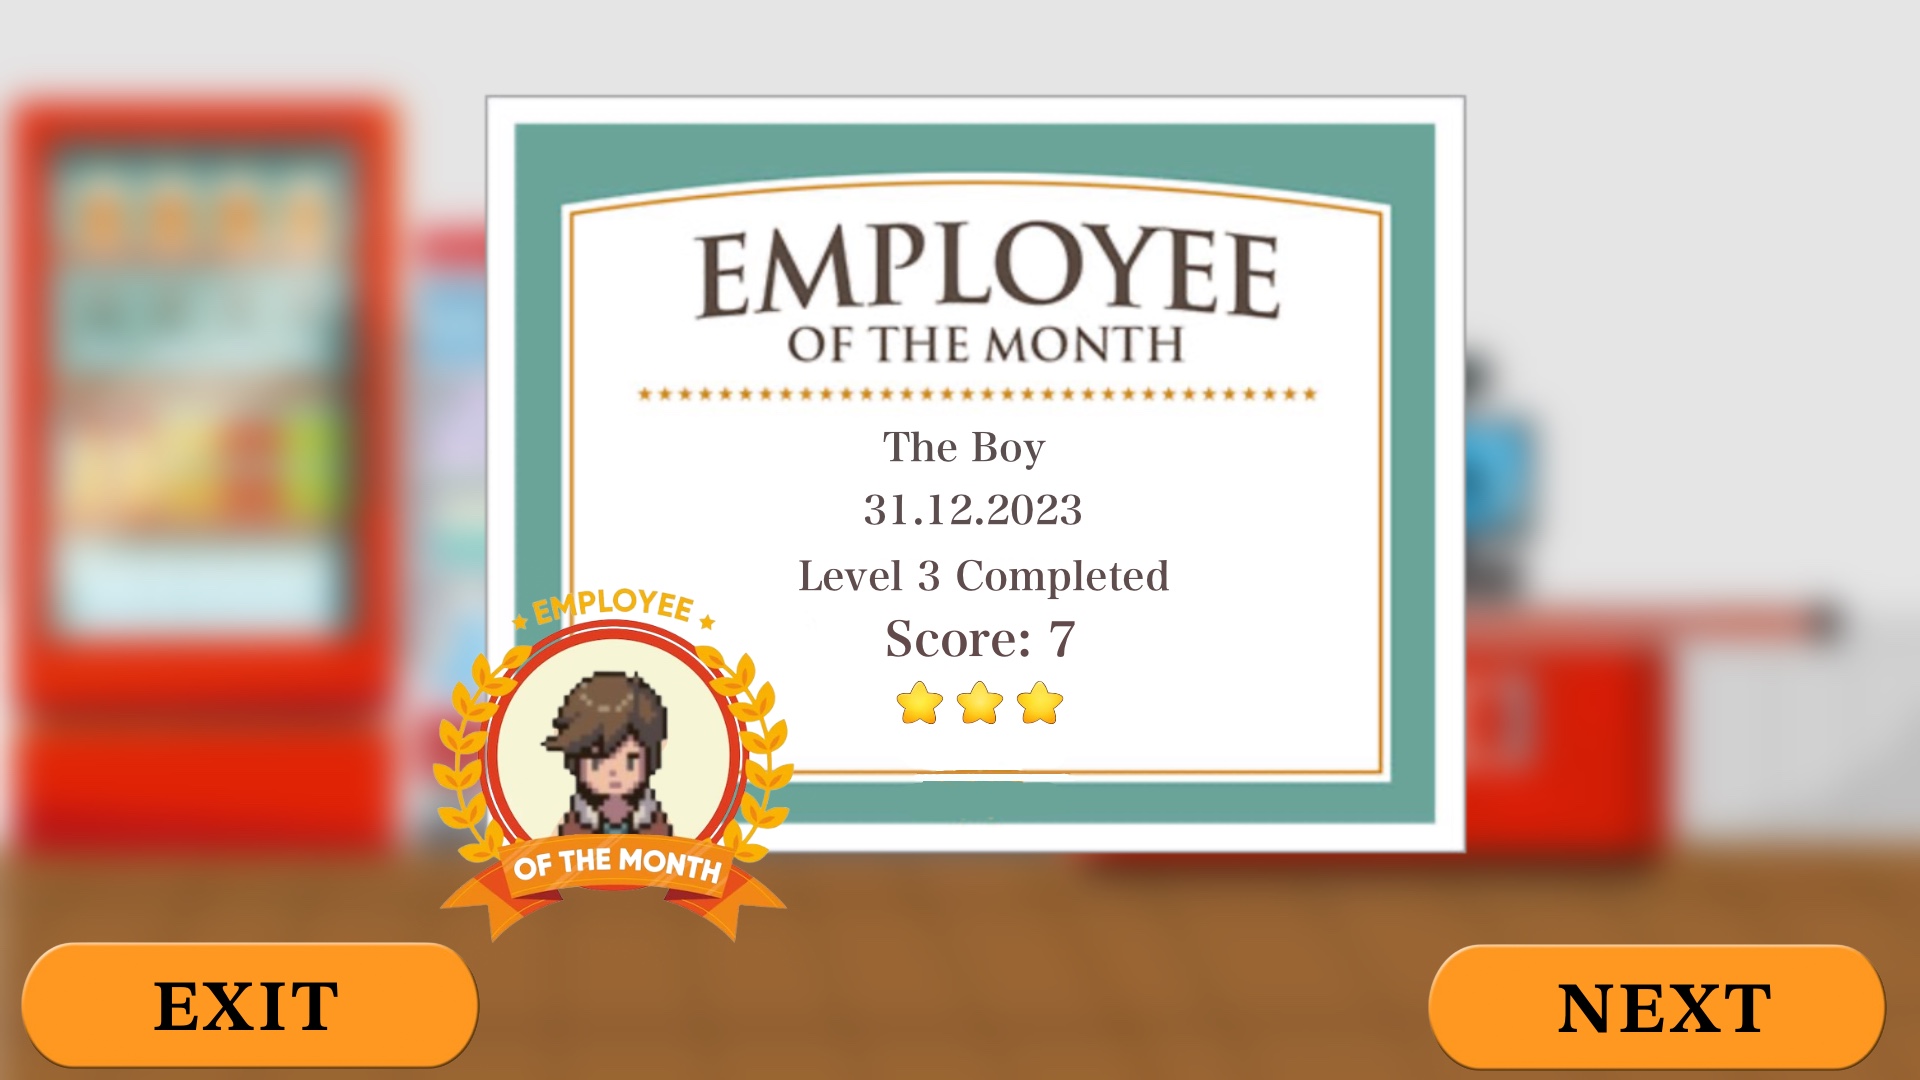 EMPLOYEE
OF THE MONTH
The Boy
31.12.2023
Level 3 Completed
Score: 7
EMPLOYEE
OF THE MONTH
EXIT
NEXT